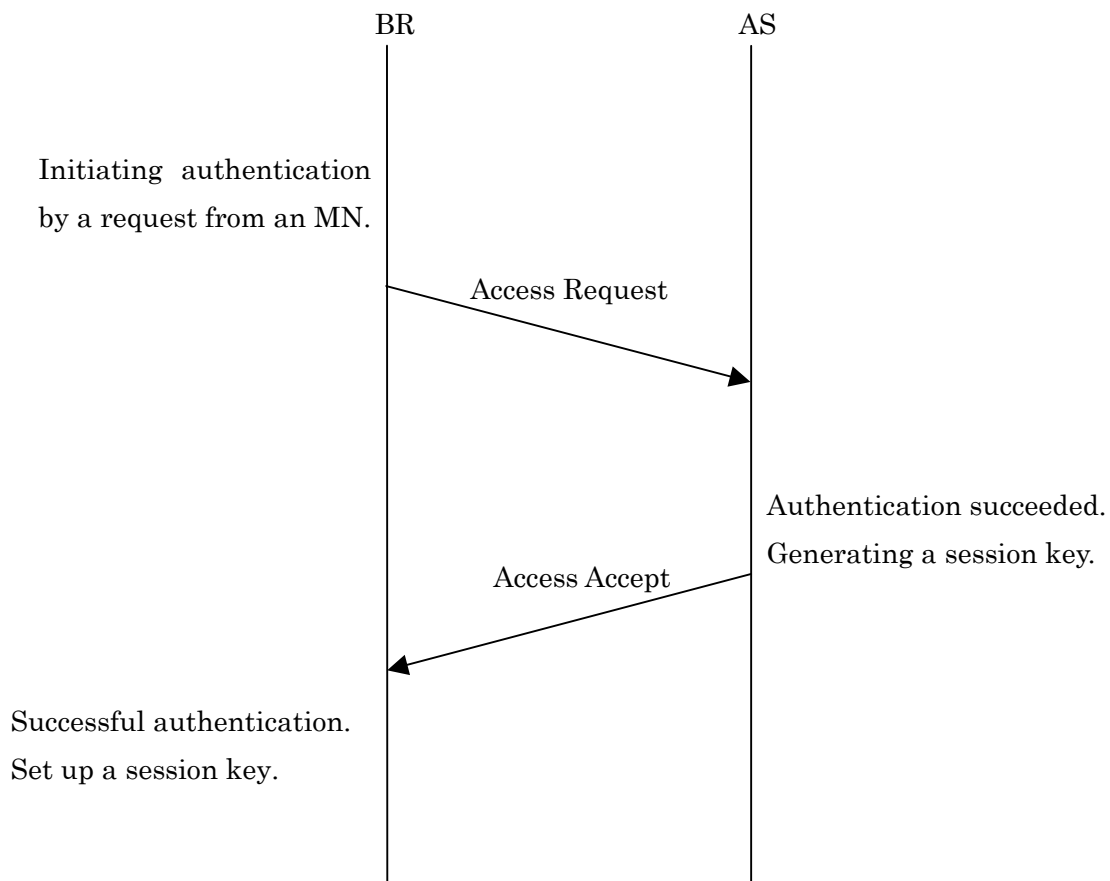 BR
AS
Initiating authentication
by a request from an MN.
Access Request
Authentication succeeded.
Generating a session key.
Access Accept
Successful authentication.
Set up a session key.